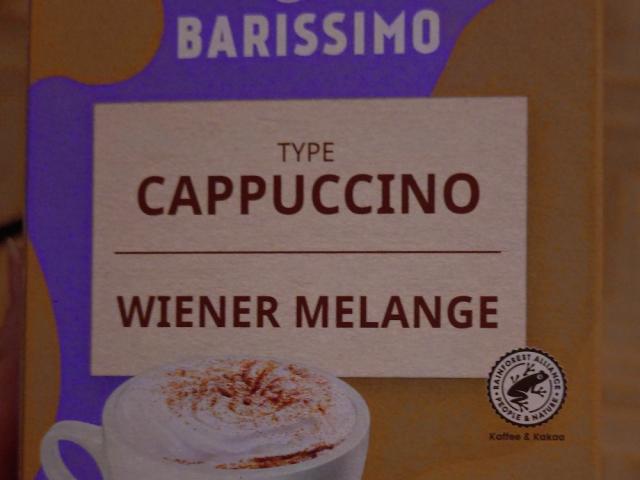 BARISSIMO
TYPE
CAPPUCCINO
WIENER MELANGE
RAINFOREST ALLIANCE
PEOPLE & NATURE
Kaffee & Kakao